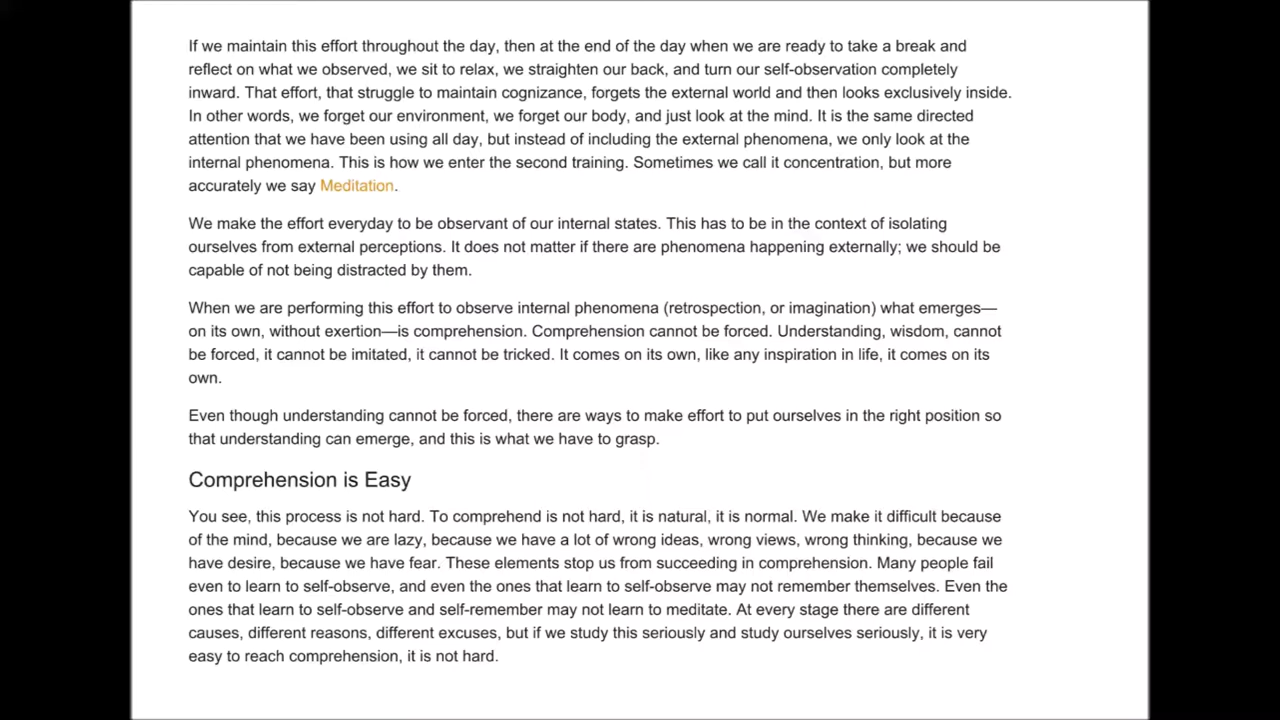 If we maintain this effort throughout the day, then at the end of the day when we are ready to take a break and
reflect on what we observed, we sit to relax, we straighten our back, and turn our self-observation completely
inward. That effort, that struggle to maintain cognizance, forgets the external world and then looks exclusively inside.
In other words, we forget our environment, we forget our body, and just look at the mind. It is the same directed
attention that we have been using all day, but instead of including the external phenomena, we only look at the
internal phenomena. This is how we enter the second training. Sometimes we call it concentration, but more
accurately we say Meditation.
We make the effort everyday to be observant of our internal states. This has to be in the context of isolating
ourselves from external perceptions. It does not matter if there are phenomena happening externally; we should be
capable of not being distracted by them.
When we are performing this effort to observe internal phenomena (retrospection, or imagination) what emerges—
on its own, without exertion—is comprehension. Comprehension cannot be forced. Understanding, wisdom, cannot
be forced, it cannot be imitated, it cannot be tricked. It comes on its own, like any inspiration in life, it comes on its
own.
Even though understanding cannot be forced, there are ways to make effort to put ourselves in the right position so
that understanding can emerge, and this is what we have to grasp.
Comprehension is Easy
You see, this process is not hard. To comprehend is not hard, it is natural, it is normal. We make it difficult because
of the mind, because we are lazy, because we have a lot of wrong ideas, wrong views, wrong thinking, because we
have desire, because we have fear. These elements stop us from succeeding in comprehension. Many people fail
even to learn to self-observe, and even the ones that learn to self-observe may not remember themselves. Even the
ones that learn to self-observe and self-remember may not learn to meditate. At every stage there are different
causes, different reasons, different excuses, but if we study this seriously and study ourselves seriously, it is very
easy to reach comprehension, it is not hard.